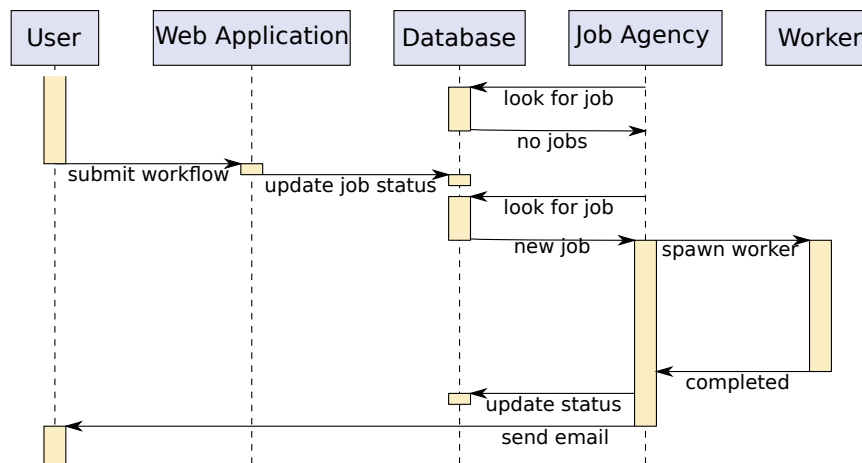 User
Web Application
Database
Job Agency
Worker
look for job
no jobs
submit workflow
update job status
look for job
new job
spawn worker
completed
update status
send email